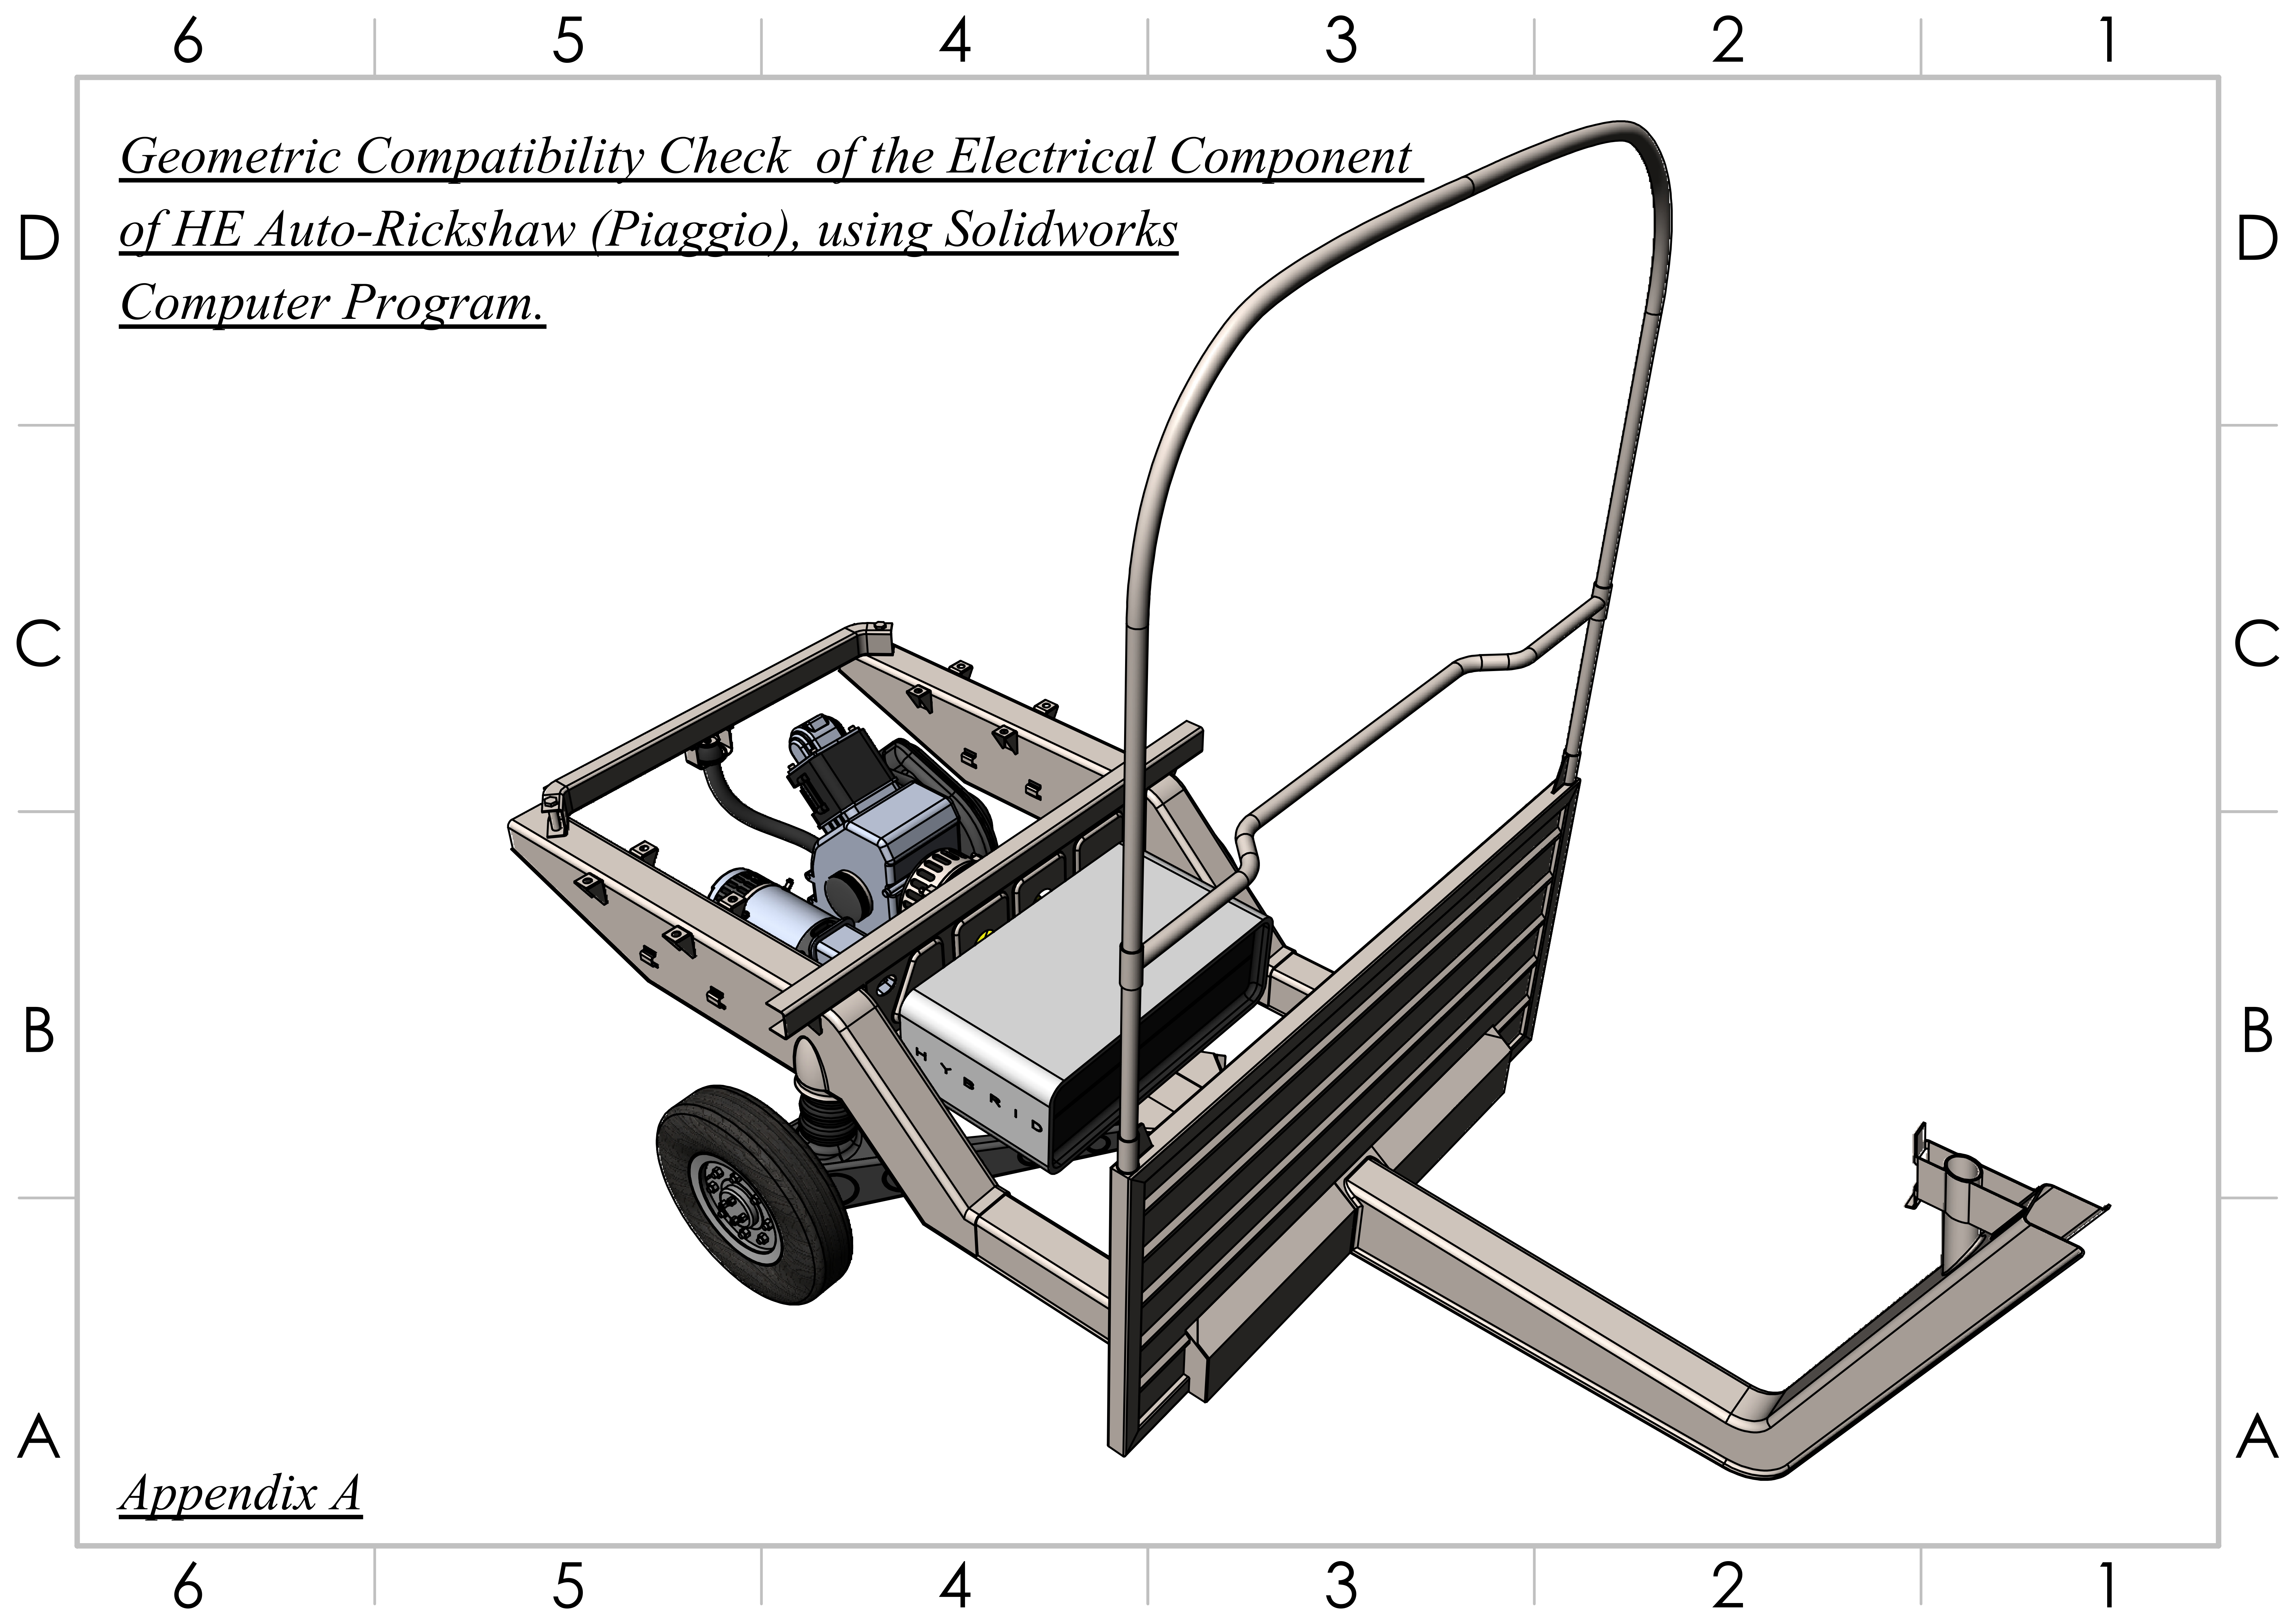 6 5 4 3 2 1
Geometric Compatibility Check of the Electrical Component
D D
of HE Auto-Rickshaw (Piaggio), using Solidworks
Computer Program.
C C
B B
HYBRID
A A
Appendix A
6 5 4 3 2 1